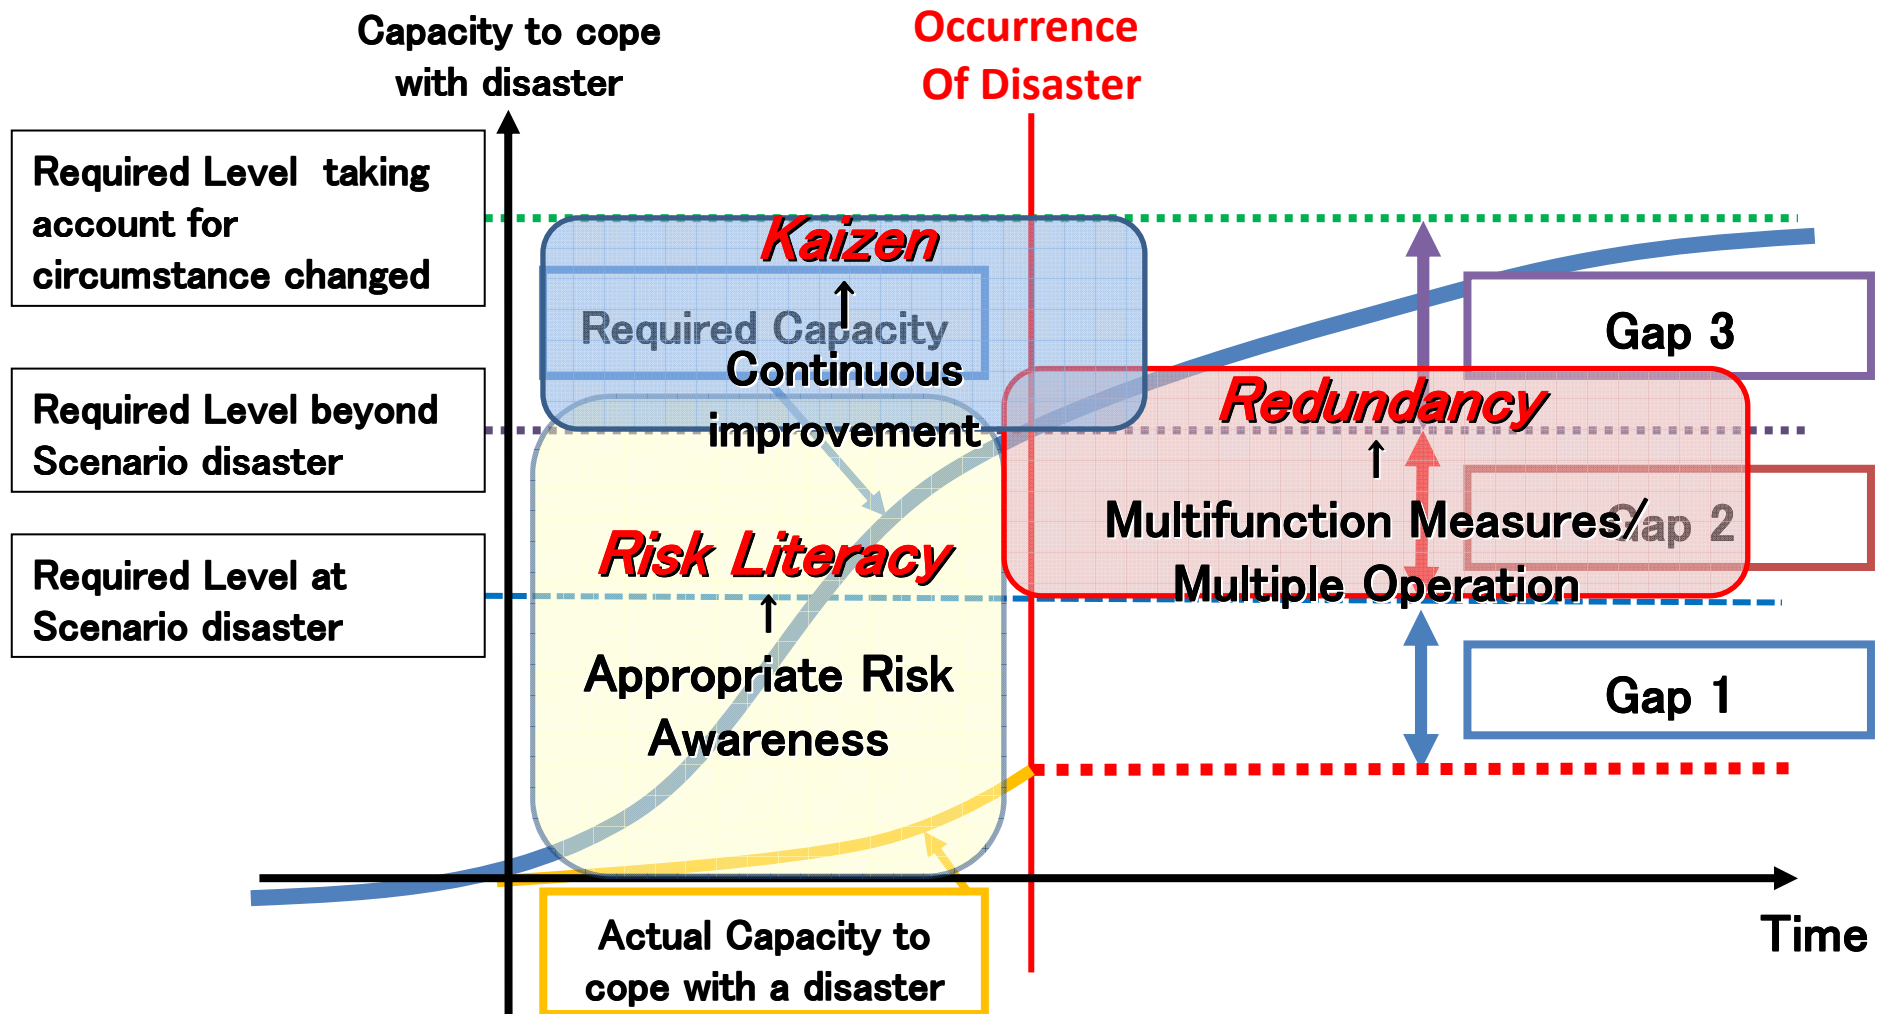 Capacity to cope
with disaster
Occurrence
Of Disaster
Required Level taking
account for
circumstance changed
Required Level beyond
Scenario disaster
Required Level at
Scenario disaster
Kaizen
↑
Required Capacity
Continuous
improvement
Risk Literacy
↑
Appropriate Risk
Awareness
Redundancy
↑
Multifunction Measures/
Multiple Operation
Gap 3
Gap 2
Gap 1
Actual Capacity to
cope with a disaster
Time